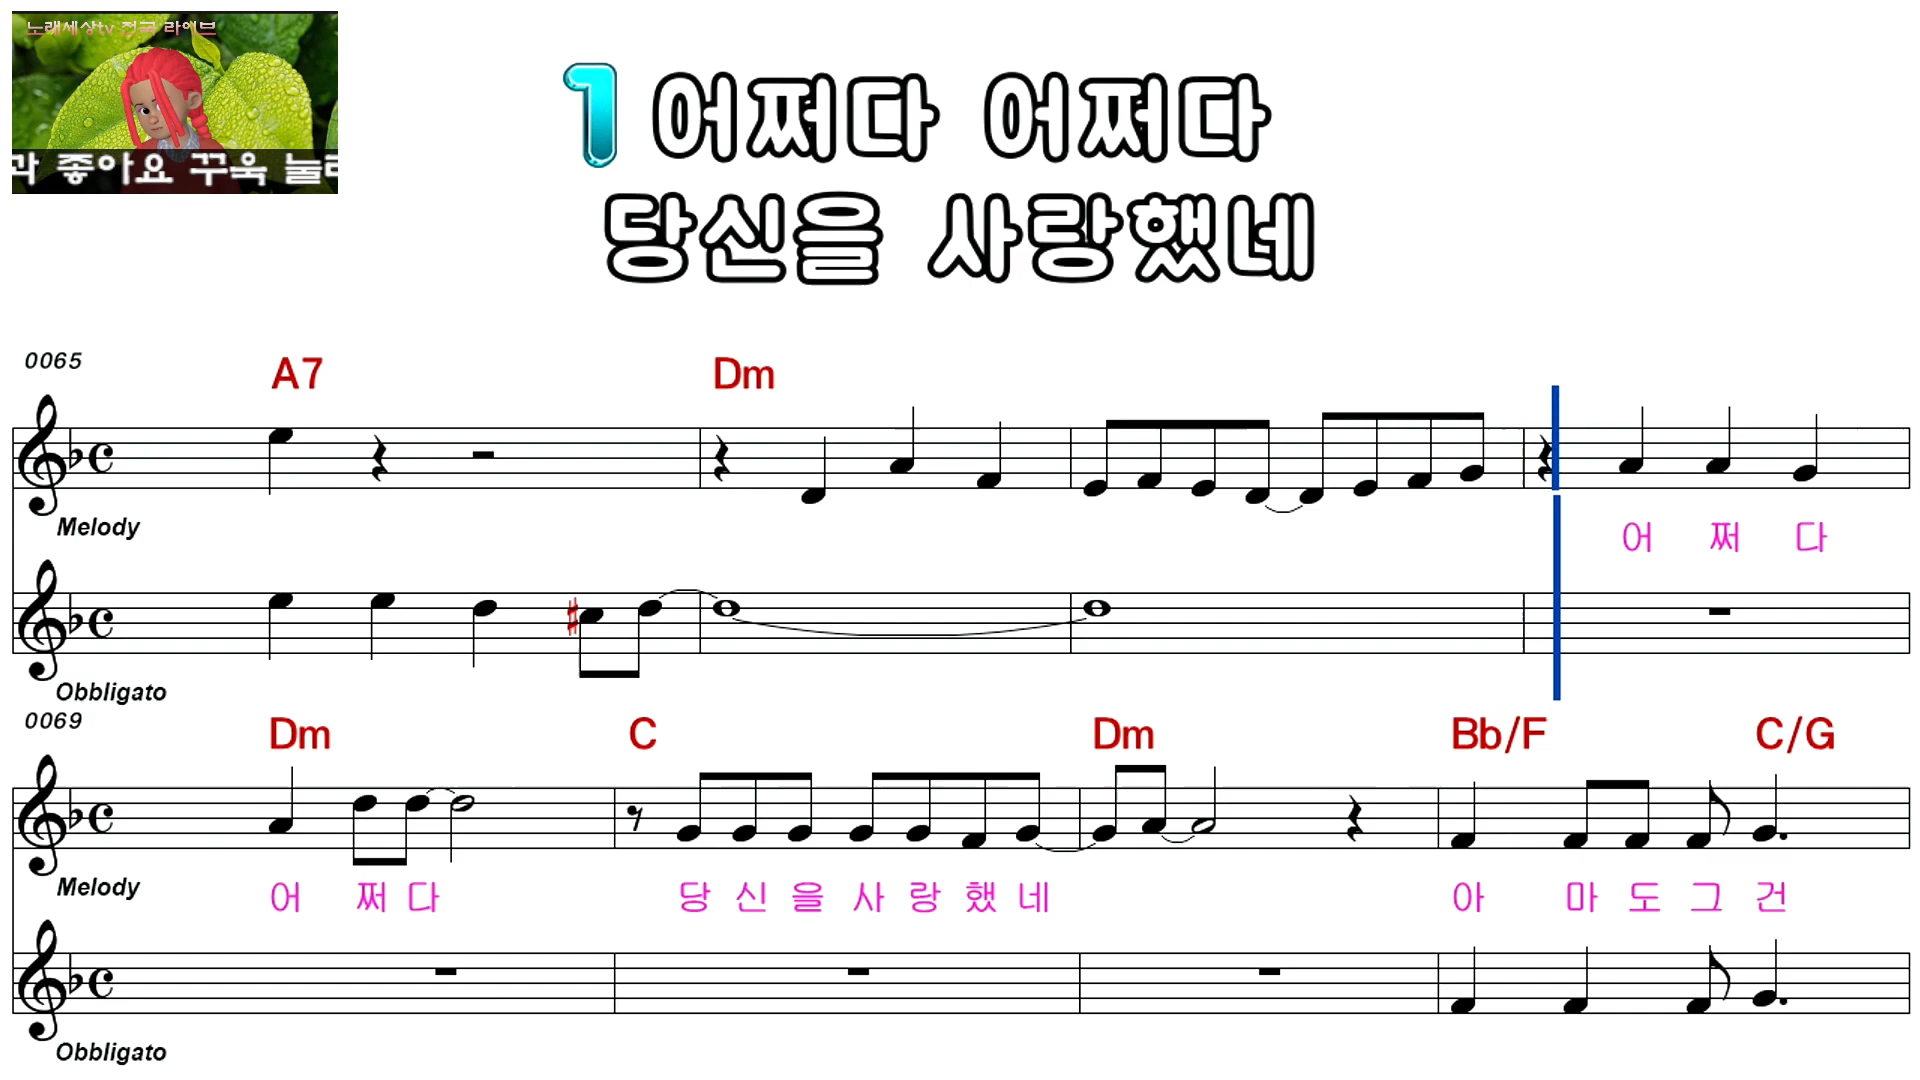 노래세상tv 전국 라이브
과 좋아요 꾸욱 눌러
1 어쩌다 어쩌다
당신을 사랑했네
0065
A7 Dm
Melody
어 쩌 다
Obbligato
0069
Dm C Dm Bb/F C/G
Melody
어 쩌 다 당 신 을 사 랑 했 네 아 마 도 그 건
Obbligato